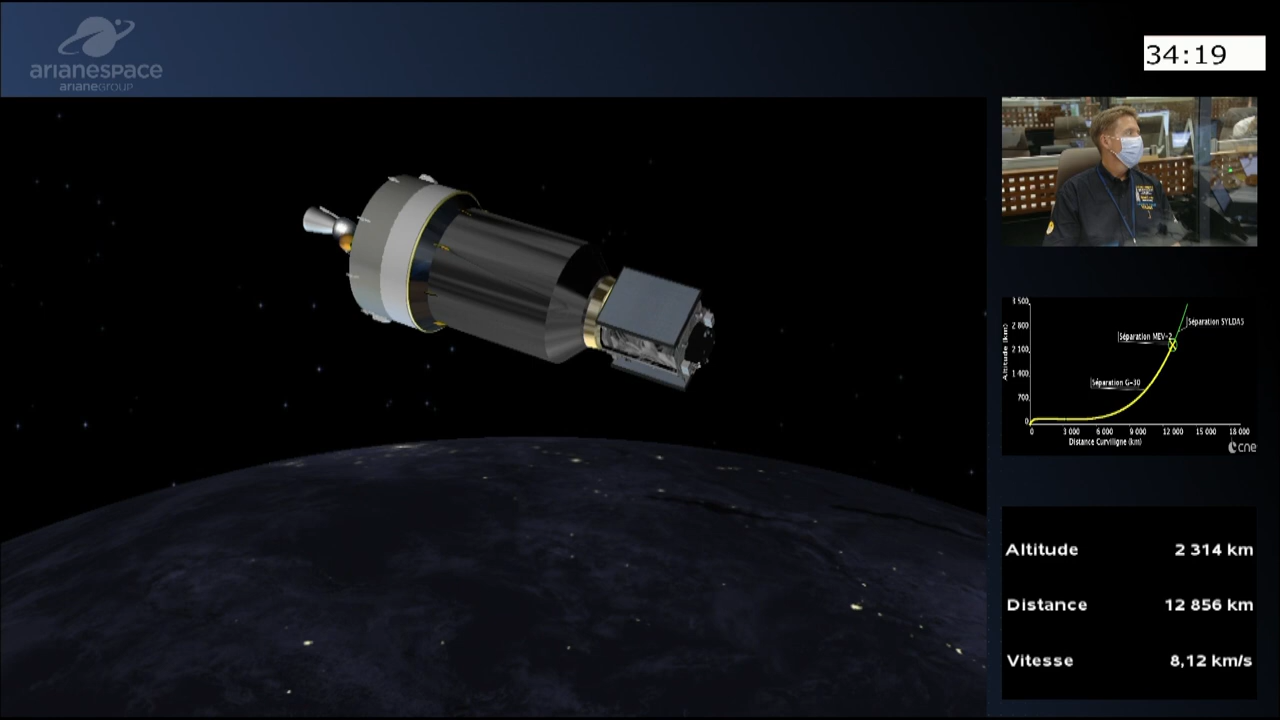 arianespace
arianeGROUP
34:19
3 500
2 800
2 100
1 400
700
0
Altitude (km)
Séparation SYLDA5
Séparation MEV-2
Séparation G-30
0 3 000 6 000 9 000 12 000 15 000 18 000
Distance Curviligne (km)
cne
Altitude 2 314 km
Distance 12 856 km
Vitesse 8,12 km/s